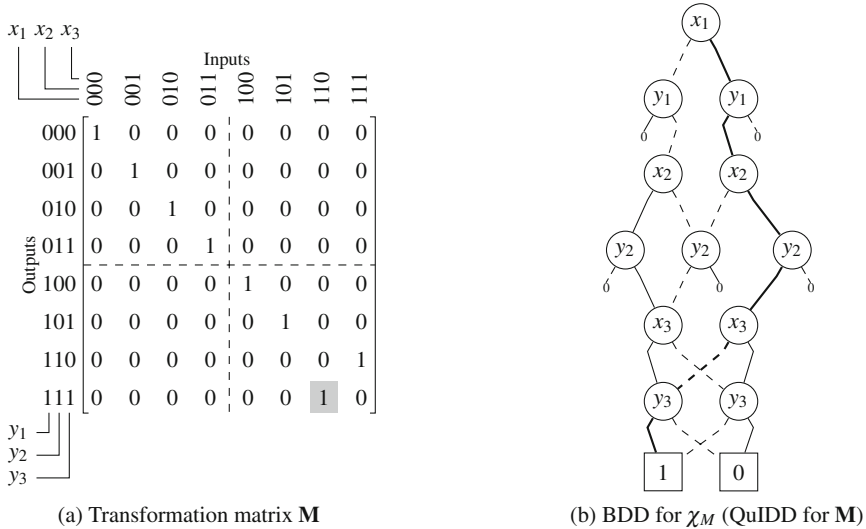 x1 x2 x3
Inputs
000 001 010 011 100 101 110 111
Outputs
000 1 0 0 0 0 0 0 0
001 0 1 0 0 0 0 0 0
010 0 0 1 0 0 0 0 0
011 0 0 0 1 0 0 0 0
100 0 0 0 0 1 0 0 0
101 0 0 0 0 0 1 0 0
110 0 0 0 0 0 0 0 1
111 0 0 0 0 0 0 1 0
y1
y2
y3
(a) Transformation matrix M
x1
y1 y1
0 0
x2 x2
y2 y2 y2
0 0 0
x3 x3
y3 y3
1 0
(b) BDD for χM (QuIDD for M)